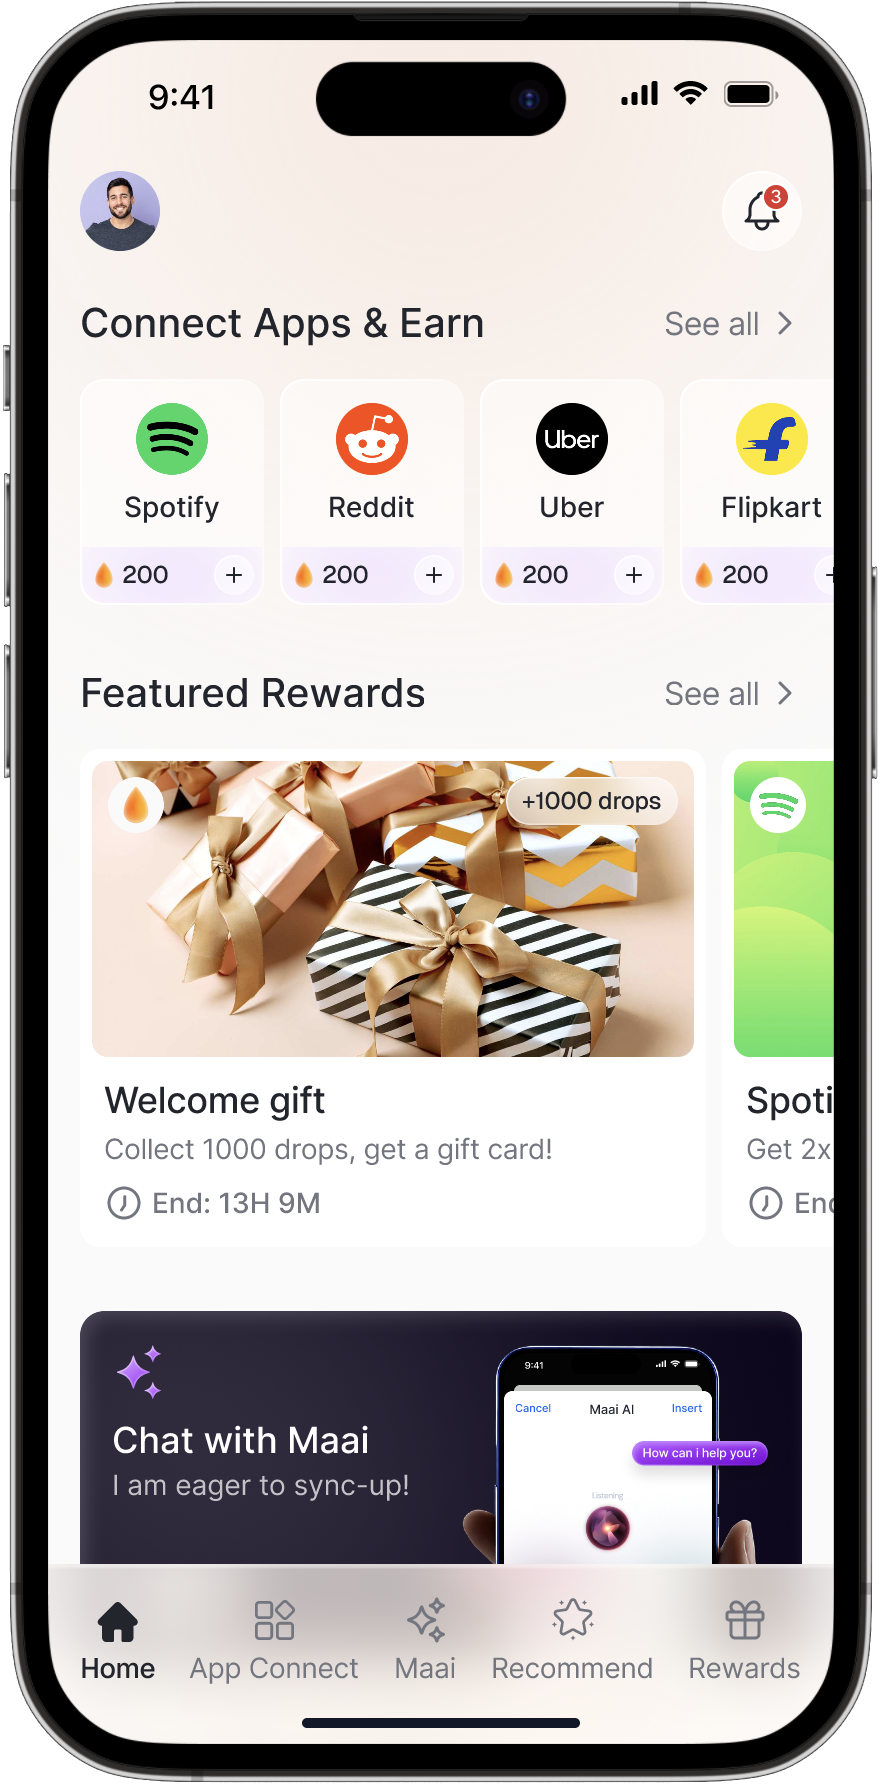 9:41
3
Connect Apps & Earn
See all
Spotify
Reddit
Uber
Uber
Flipkart
200
200
200
200
Featured Rewards
See all
+1000 drops
Welcome gift
Collect 1000 drops, get a gift card!
End: 13H 9M
Spoti
Get 2x
End
9:41
Cancel
Maai AI
Insert
How can i help you?
Listening
Chat with Maai
I am eager to sync-up!
Home
App Connect
Maai
Recommend
Rewards